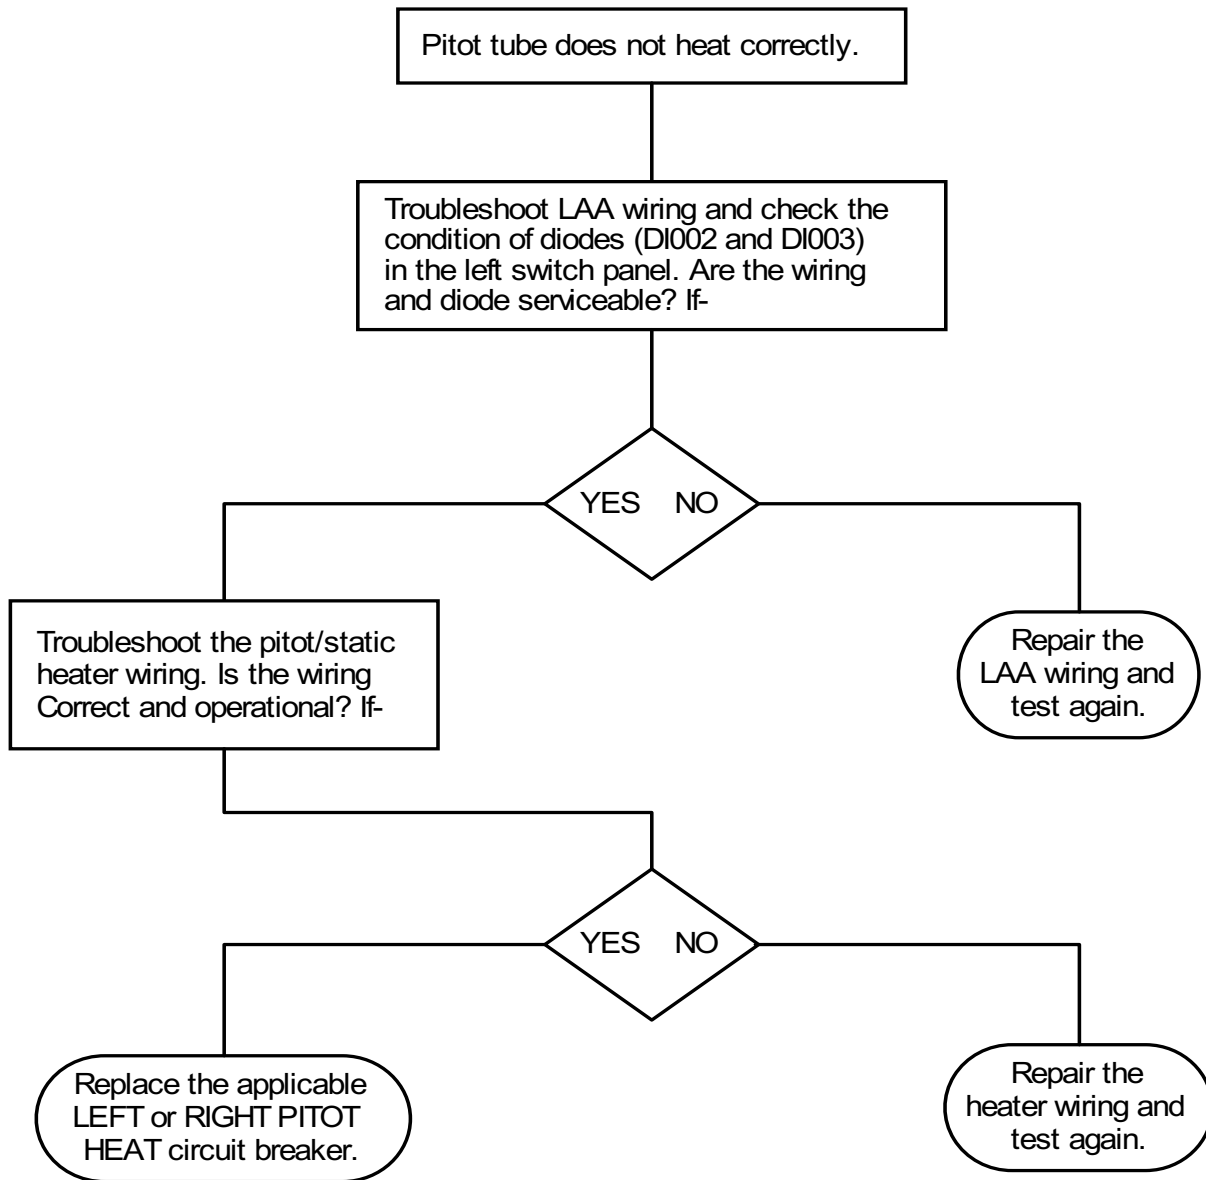 Pitot tube does not heat correctly.
Troubleshoot LAA wiring and check the
condition of diodes (DI002 and DI003)
in the left switch panel. Are the wiring
and diode serviceable? If-
YES NO
Troubleshoot the pitot/static
heater wiring. Is the wiring
Correct and operational? If-
Repair the
LAA wiring and
test again.
YES NO
Replace the applicable
LEFT or RIGHT PITOT
HEAT circuit breaker.
Repair the
heater wiring and
test again.